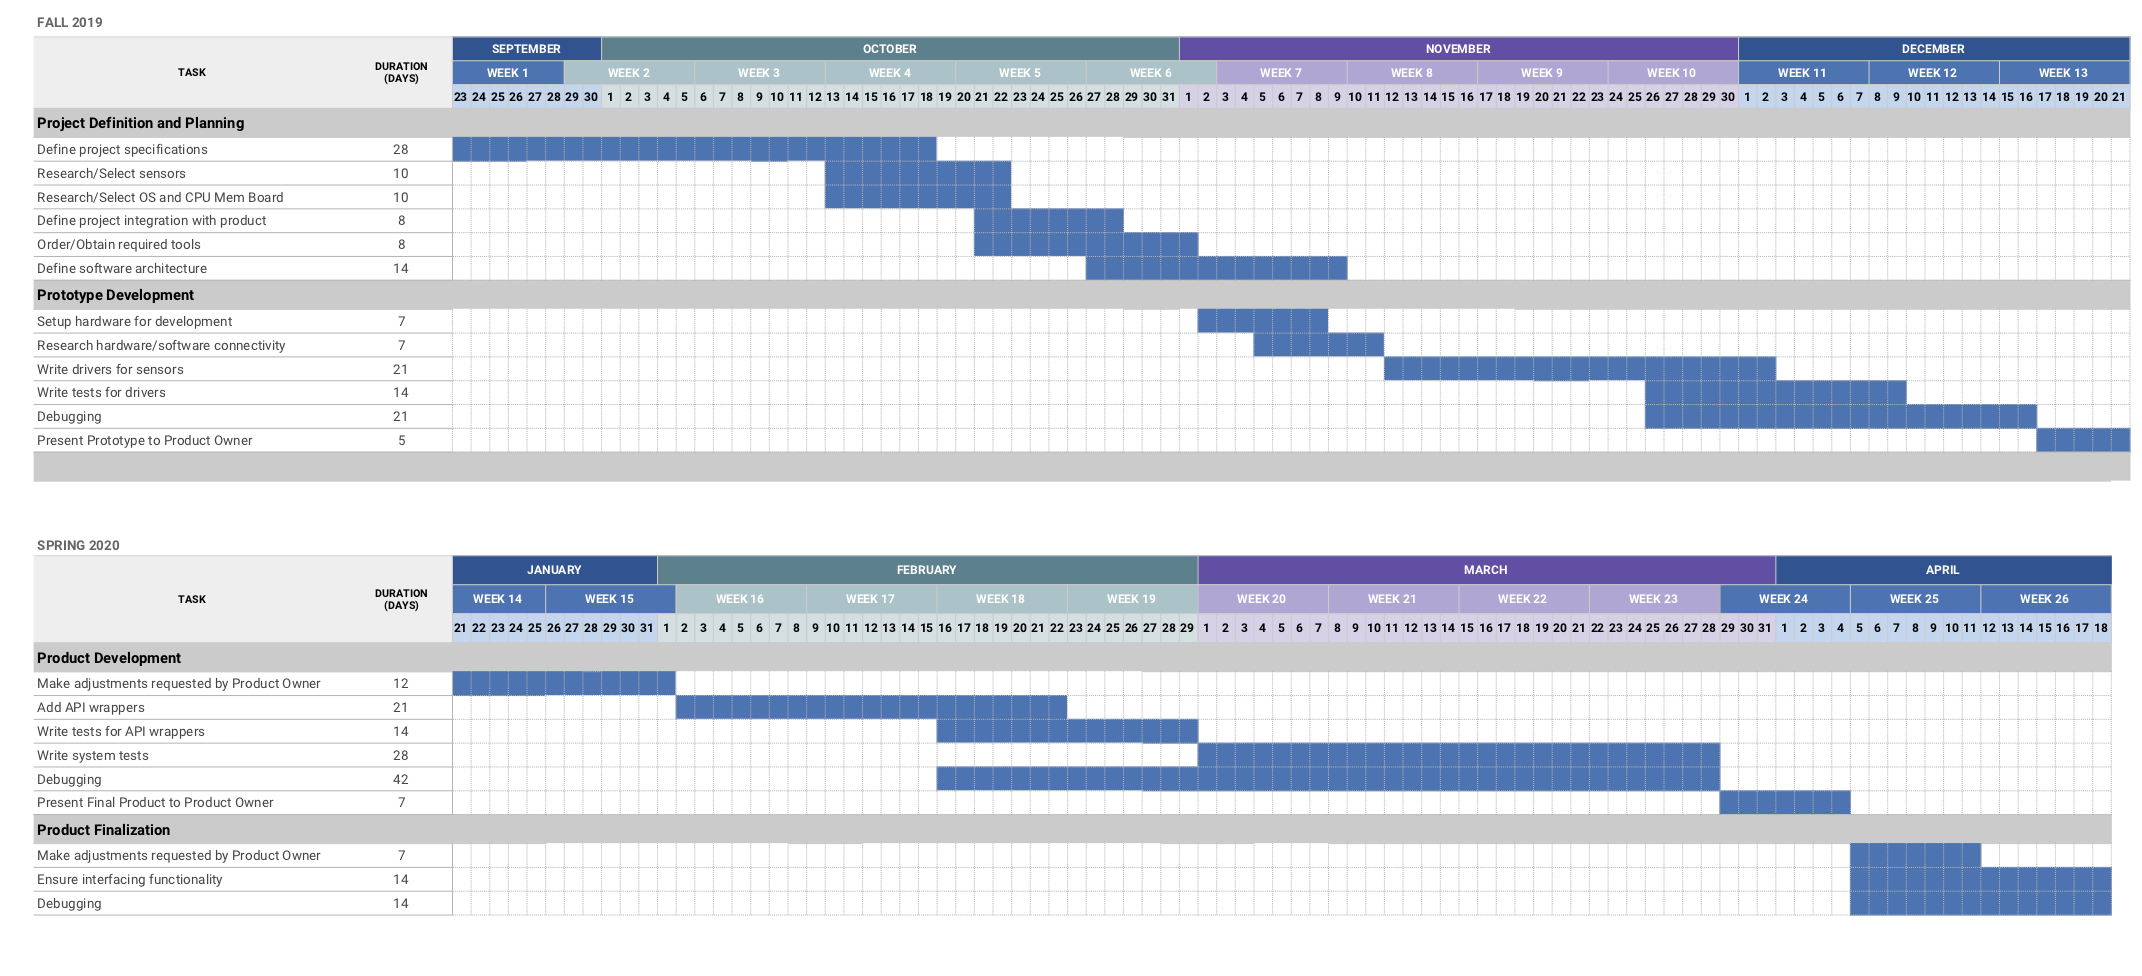 FALL 2019
TASK
DURATION
(DAYS)
SEPTEMBER OCTOBER NOVEMBER DECEMBER
WEEK 1 WEEK 2 WEEK 3 WEEK 4 WEEK 5 WEEK 6 WEEK 7 WEEK 8 WEEK 9 WEEK 10 WEEK 11 WEEK 12 WEEK 13
23 24 25 26 27 28 29 30 1 2 3 4 5 6 7 8 9 10 11 12 13 14 15 16 17 18 19 20 21 22 23 24 25 26 27 28 29 30 31 1 2 3 4 5 6 7 8 9 10 11 12 13 14 15 16 17 18 19 20 21 22 23 24 25 26 27 28 29 30 1 2 3 4 5 6 7 8 9 10 11 12 13 14 15 16 17 18 19 20 21
Project Definition and Planning
Define project specifications 28
Research/Select sensors 10
Research/Select OS and CPU Mem Board 10
Define project integration with product 8
Order/Obtain required tools 8
Define software architecture 14
Prototype Development
Setup hardware for development 7
Research hardware/software connectivity 7
Write drivers for sensors 21
Write tests for drivers 14
Debugging 21
Present Prototype to Product Owner 5
SPRING 2020
TASK
DURATION
(DAYS)
JANUARY FEBRUARY MARCH APRIL
WEEK 14 WEEK 15 WEEK 16 WEEK 17 WEEK 18 WEEK 19 WEEK 20 WEEK 21 WEEK 22 WEEK 23 WEEK 24 WEEK 25 WEEK 26
21 22 23 24 25 26 27 28 29 30 31 1 2 3 4 5 6 7 8 9 10 11 12 13 14 15 16 17 18 19 20 21 22 23 24 25 26 27 28 29 1 2 3 4 5 6 7 8 9 10 11 12 13 14 15 16 17 18 19 20 21 22 23 24 25 26 27 28 29 30 31 1 2 3 4 5 6 7 8 9 10 11 12 13 14 15 16 17 18
Product Development
Make adjustments requested by Product Owner 12
Add API wrappers 21
Write tests for API wrappers 14
Write system tests 28
Debugging 42
Present Final Product to Product Owner 7
Product Finalization
Make adjustments requested by Product Owner 7
Ensure interfacing functionality 14
Debugging 14